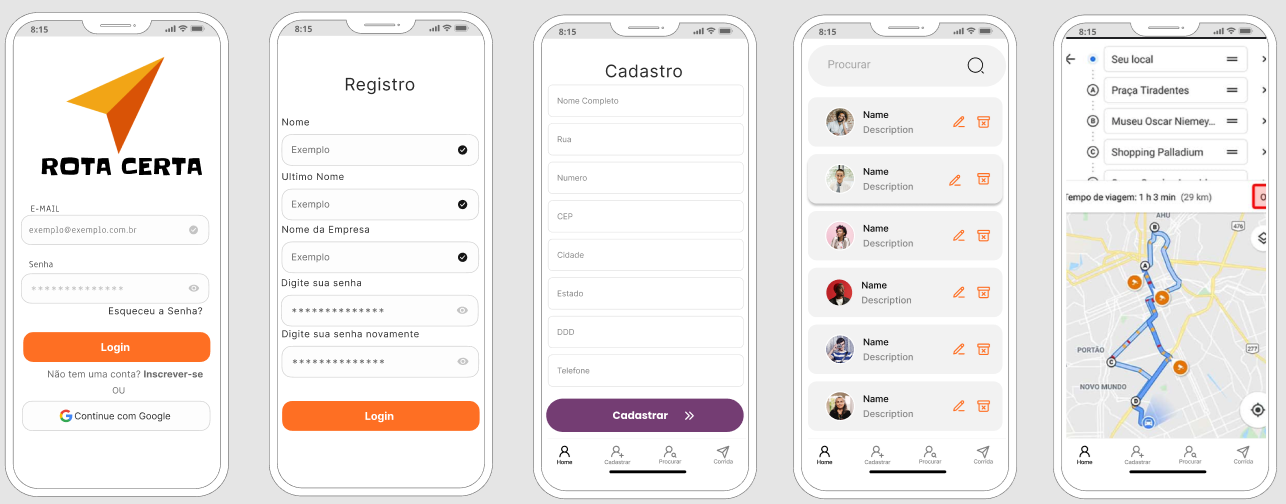 8:15
ROTA CERTA
E-MAIL
exemplo@exemplo.com.br
Senha
**************
Esqueceu a Senha?
Login
Não tem uma conta? Inscrever-se
OU
Continue com Google
8:15
Registro
Nome
Exemplo
Ultimo Nome
Exemplo
Nome da Empresa
Exemplo
Digite sua senha
**************
Digite sua senha novamente
**************
Login
8:15
Cadastro
Nome Completo
Rua
Numero
CEP
Cidade
Estado
DDD
Telefone
Cadastrar
Home
Cadastrar
Procurar
Corrida
8:15
Procurar
Name
Description
Name
Description
Name
Description
Name
Description
Name
Description
Name
Description
Home
Cadastrar
Procurar
Corrida
8:15
Seu local
A Praça Tiradentes
B Museu Oscar Niemey...
C Shopping Palladium
Tempo de viagem: 1 h 3 min (29 km)
AHÚ
476
B
A
277
PORTÃO
C
NOVO MUNDO
D
Home
Cadastrar
Procurar
Corrida